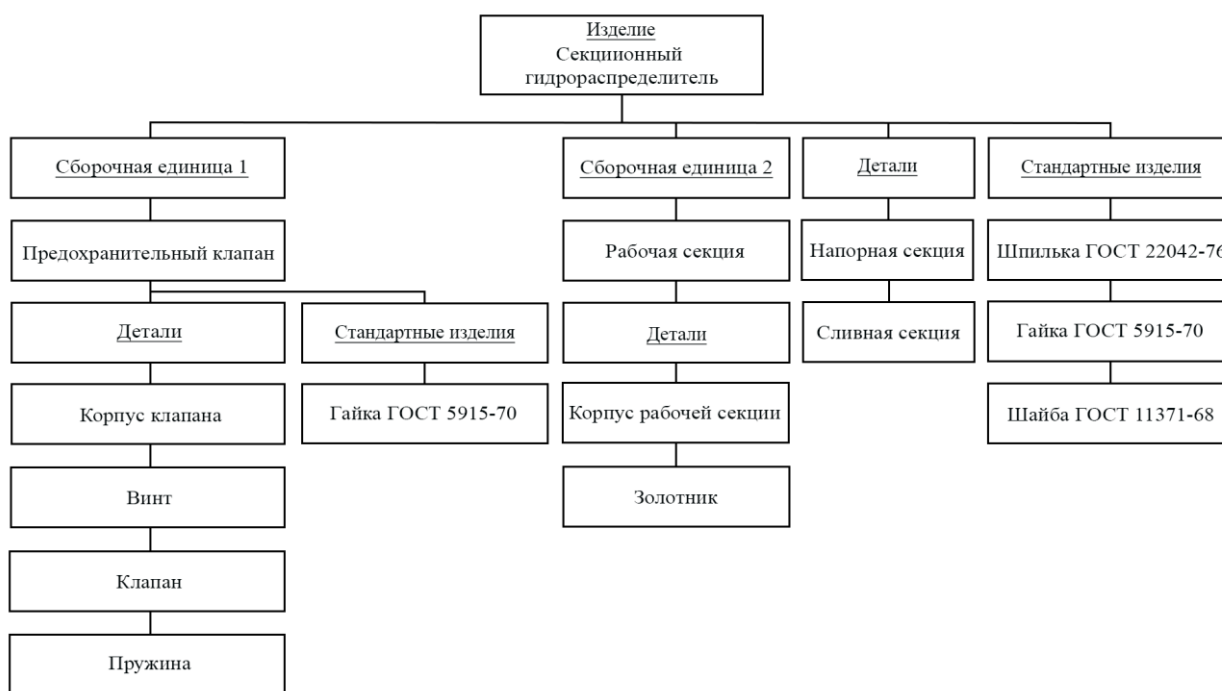 Изделие
Секциионный
гидрораспределитель
Сборочная единица 1
Сборочная единица 2
Детали
Стандартные изделия
Предохранительный клапан
Рабочая секция
Напорная секция
Шпилька ГОСТ 22042-76
Детали
Стандартные изделия
Детали
Сливная секция
Гайка ГОСТ 5915-70
Корпус клапана
Гайка ГОСТ 5915-70
Корпус рабочей секции
Шайба ГОСТ 11371-68
Винт
Золотник
Клапан
Пружина